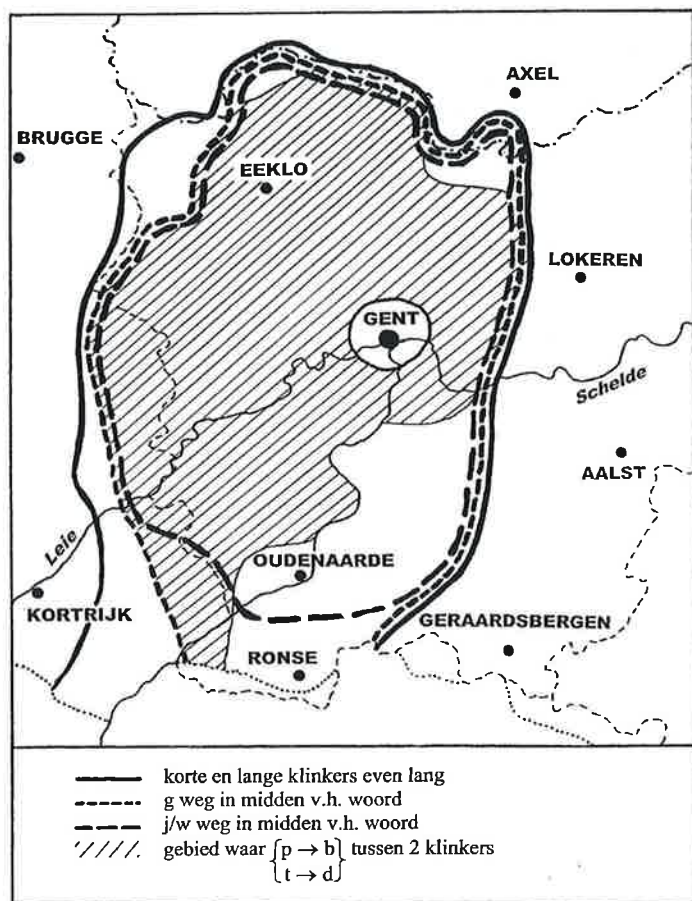 AXEL
BRUGGE
EEKLO
LOKEREN
GENT
Schelde
AALST
Leie
OUDENAARDE
KORTRIJK
GERAARDSBERGEN
RONSE
korte en lange klinkers even lang
g weg in midden v.h. woord
j/w weg in midden v.h. woord
gebied waar {p → b} tussen 2 klinkers
{t → d}